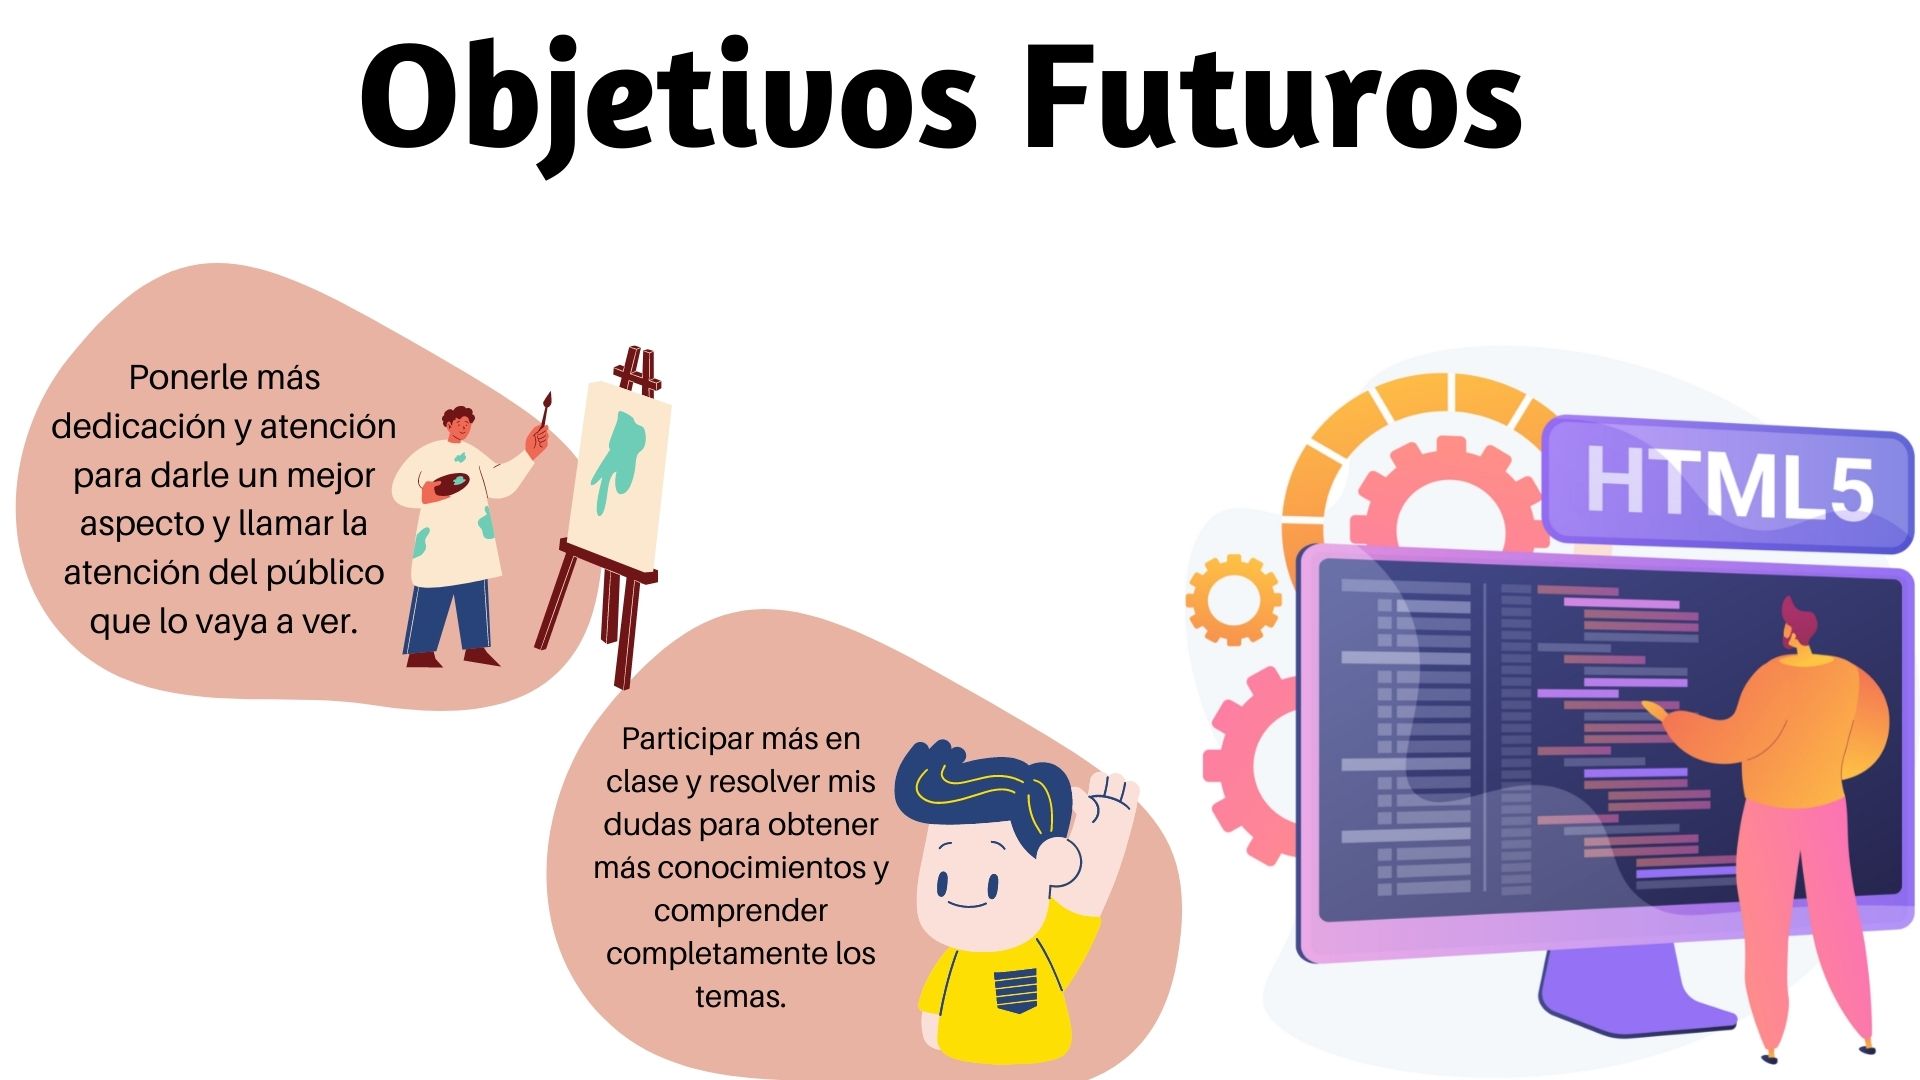 Objetivos Futuros
Ponerle más
dedicación y atención
para darle un mejor
aspecto y llamar la
atención del público
que lo vaya a ver.
Participar más en
clase y resolver mis
dudas para obtener
más conocimientos y
comprender
completamente los
temas.
HTML5